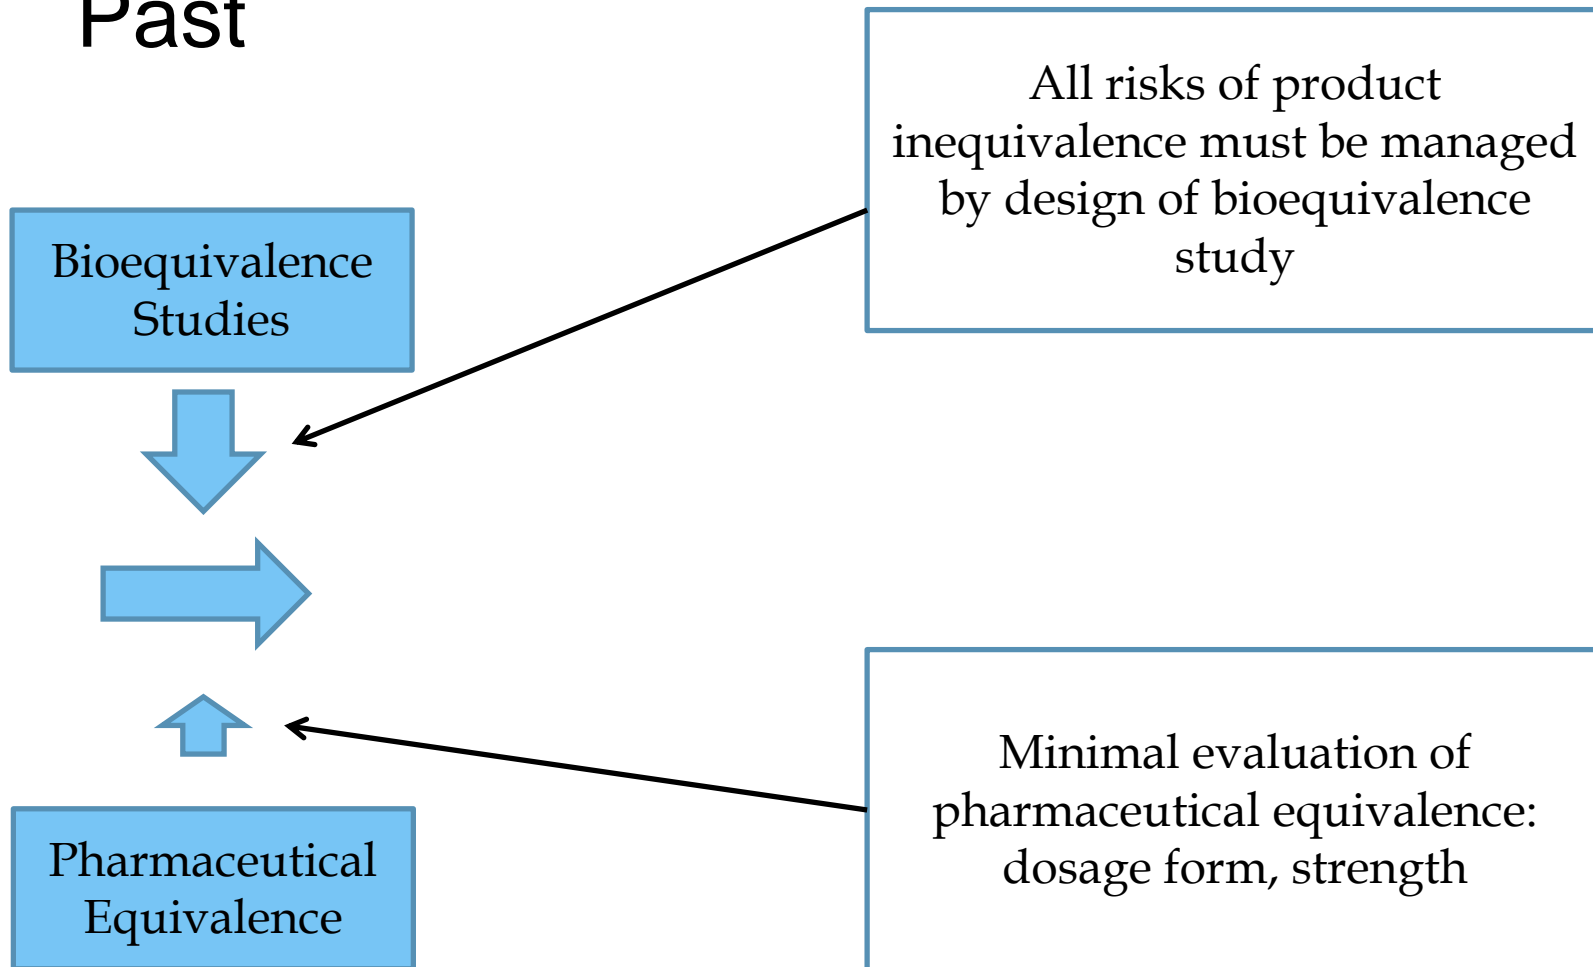 Past
All risks of product
inequivalence must be managed
by design of bioequivalence
study
Bioequivalence
Studies
Minimal evaluation of
pharmaceutical equivalence:
dosage form, strength
Pharmaceutical
Equivalence